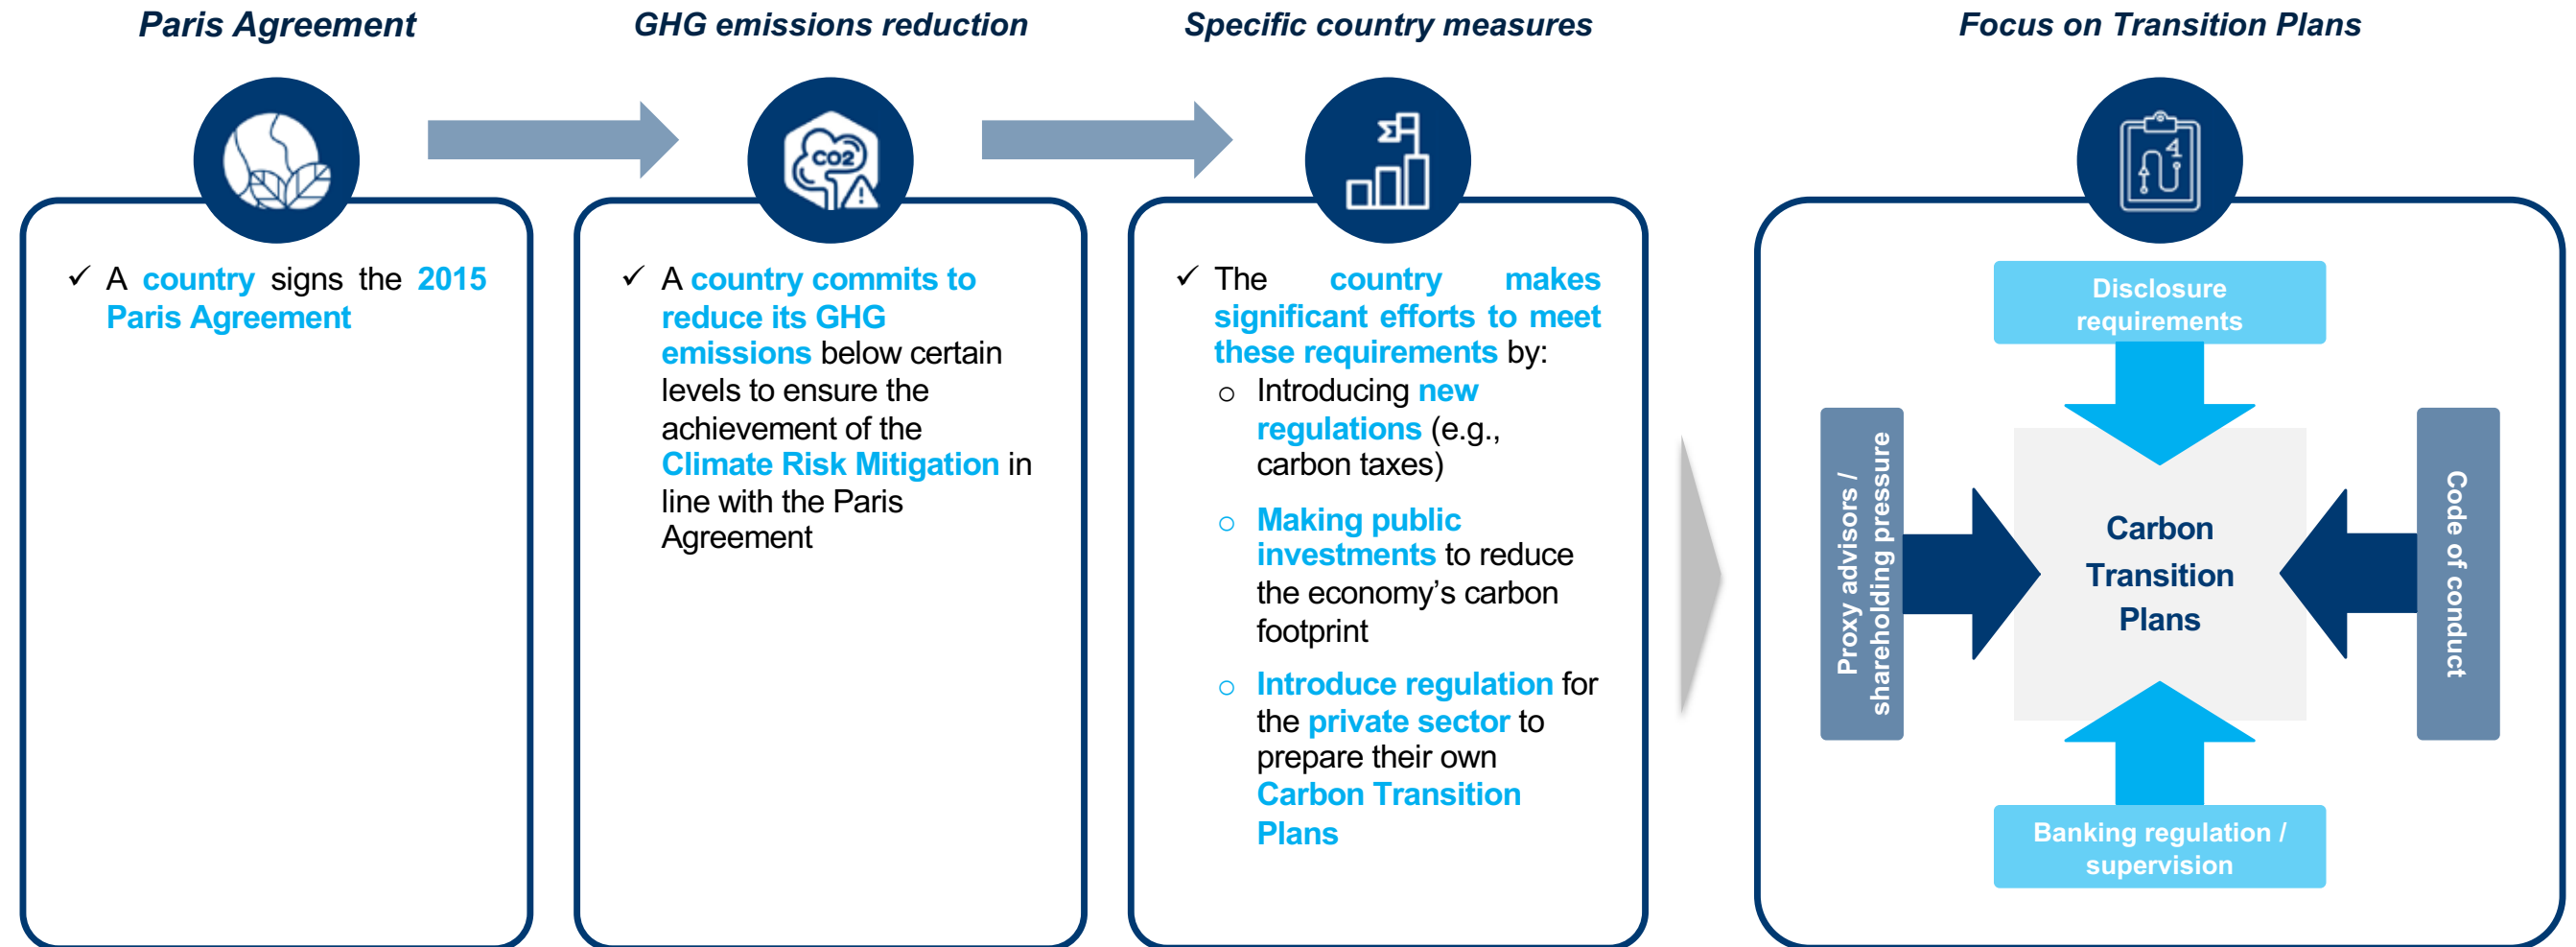 Paris Agreement
GHG emissions reduction
Specific country measures
Focus on Transition Plans
✓ A country signs the 2015
Paris Agreement
CO2
✓ A country commits to
reduce its GHG
emissions below certain
levels to ensure the
achievement of the
Climate Risk Mitigation in
line with the Paris
Agreement
✓ The country makes
significant efforts to meet
these requirements by:
o Introducing new
regulations (e.g.,
carbon taxes)
o Making public
investments to reduce
the economy’s carbon
footprint
o Introduce regulation for
the private sector to
prepare their own
Carbon Transition
Plans
Disclosure
requirements
Proxy advisors /
shareholding pressure
Carbon
Transition
Plans
Code of conduct
Banking regulation /
supervision